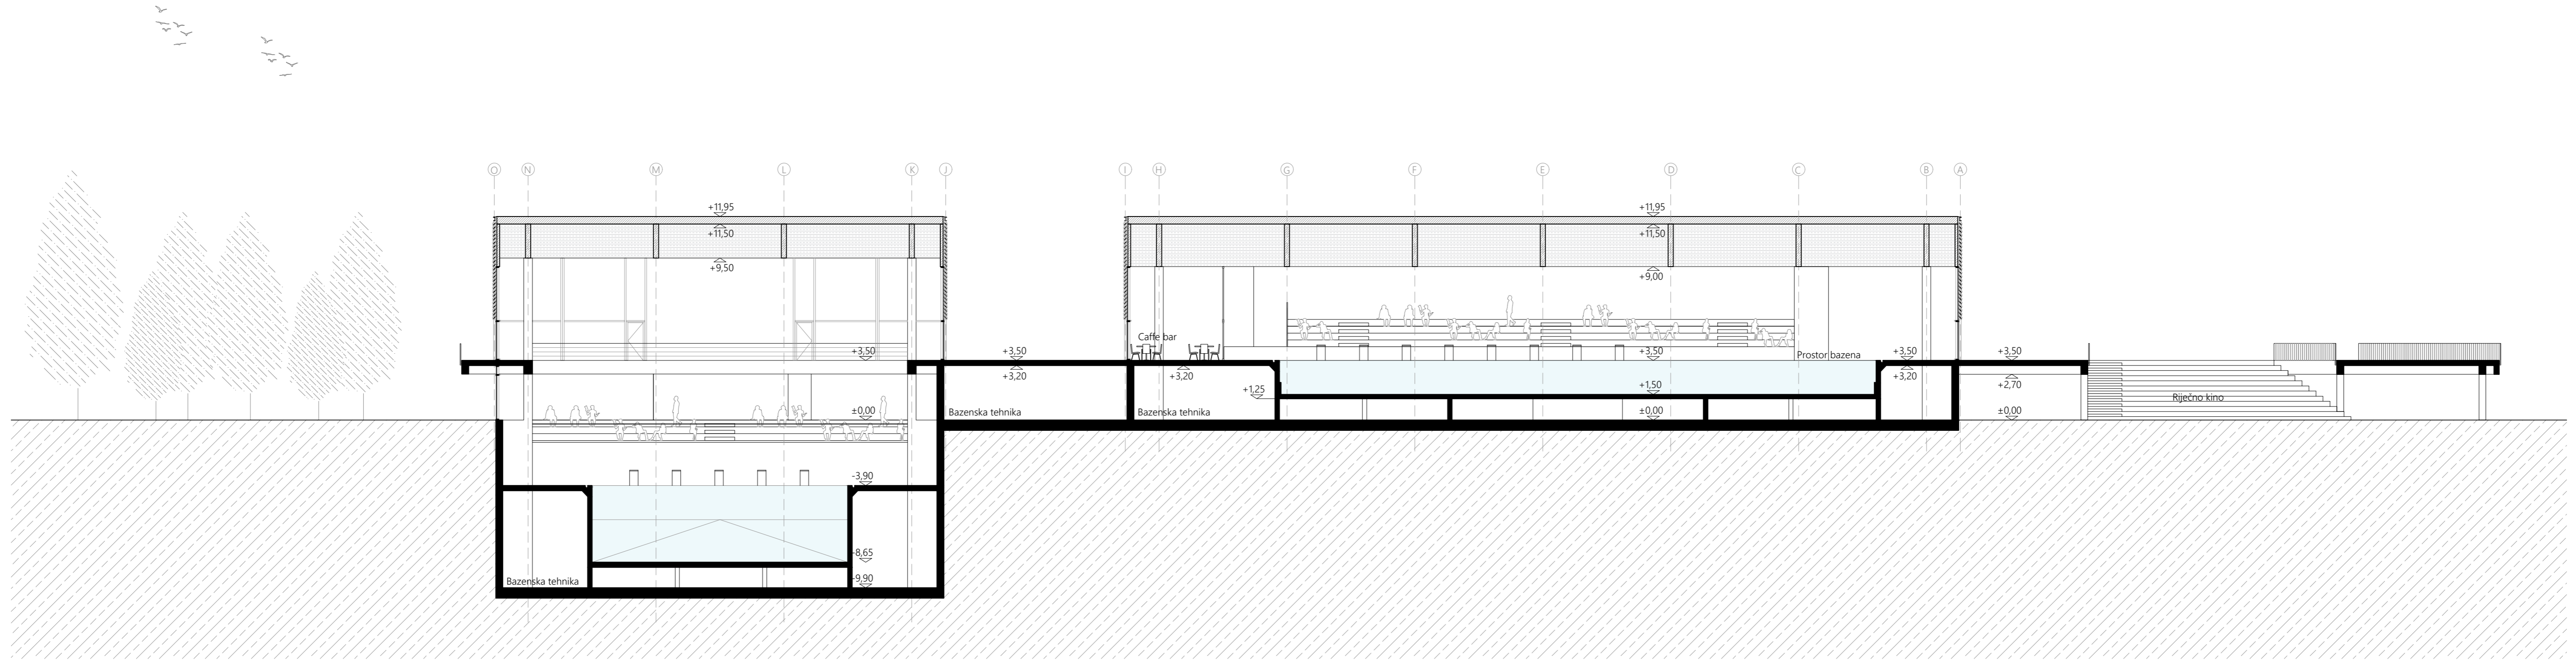 O N M L K J I H G F E D C B A
+11,95 +11,95
+11,50 +11,50
+9,50 +9,00
Caffe bar
+3,50 +3,50 +3,50 Prostor bazena +3,50 +3,50
+3,20 +3,20 +3,20
+2,70
+1,25 +1,50
Riječno kino
±0,00 Bazenska tehnika Bazenska tehnika ±0,00 ±0,00
-3,90
-8,65
Bazenska tehnika -9,90